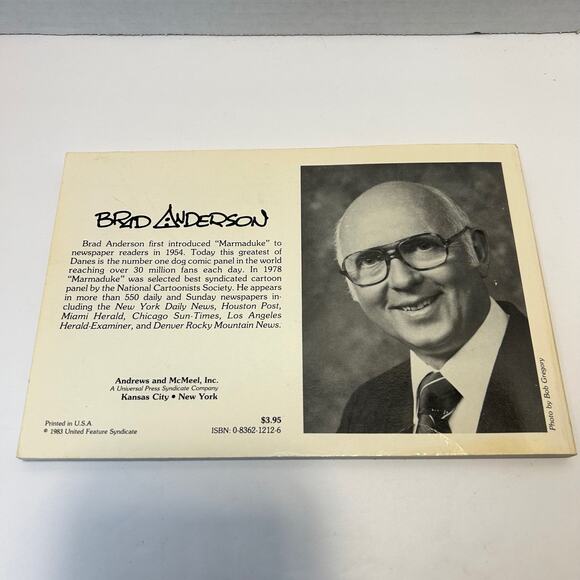 BRAD ANDERSON
Brad Anderson first introduced "Marmaduke" to
newspaper readers in 1954. Today this greatest of
Danes is the number one dog comic panel in the world
reaching over 30 million fans each day. In 1978
"Marmaduke" was selected best syndicated cartoon
panel by the National Cartoonists Society. He appears
in more than 550 daily and Sunday newspapers in-
cluding the New York Daily News, Houston Post,
Miami Herald, Chicago Sun-Times, Los Angeles
Herald-Examiner, and Denver Rocky Mountain News.
Andrews and McMeel, Inc.
A Universal Press Syndicate Company
Kansas City • New York
Printed in U.S.A.
© 1983 United Feature Syndicate
$3.95
ISBN: 0-8362-1212-6
Photo by Bob Gregory